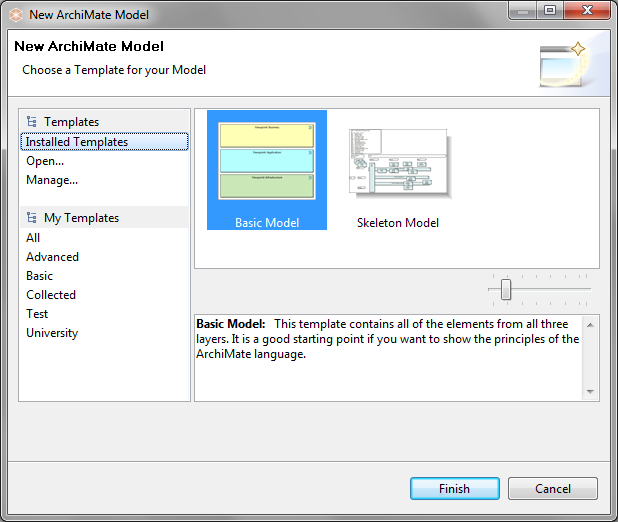 New ArchiMate Model
New ArchiMate Model
Choose a Template for your Model
Templates
Installed Templates
Open...
Manage...
My Templates
All
Advanced
Basic
Collected
Test
University
Basic Model
Skeleton Model
Basic Model: This template contains all of the elements from all three
layers. It is a good starting point if you want to show the principles of the
ArchiMate language.
Finish
Cancel